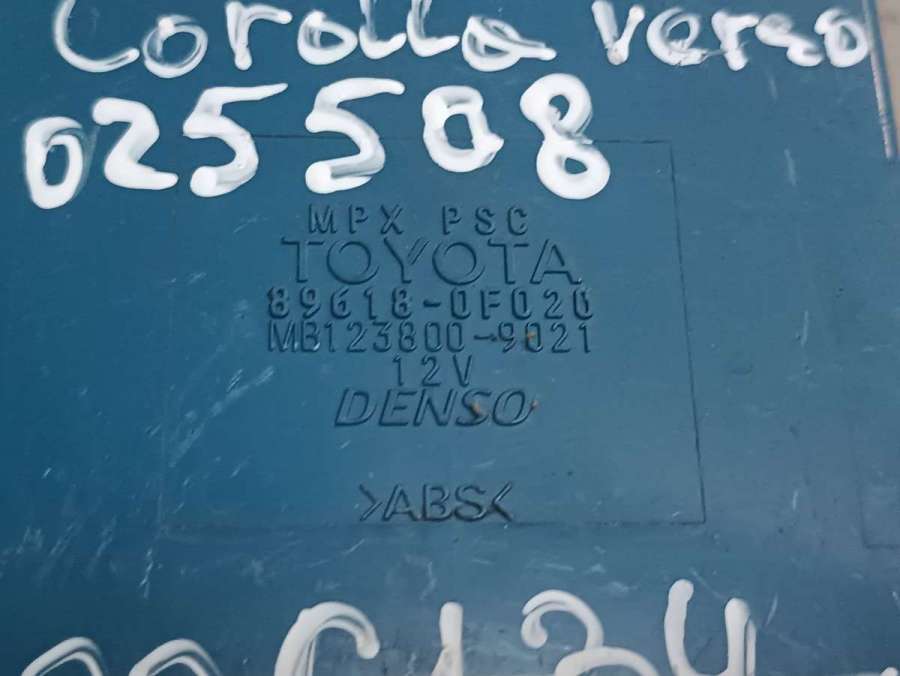 Corolla Verso
025508
MPX PSC
TOYOTA
89618-0F020
MB123800-9021
12V
DENSO
>ABS<